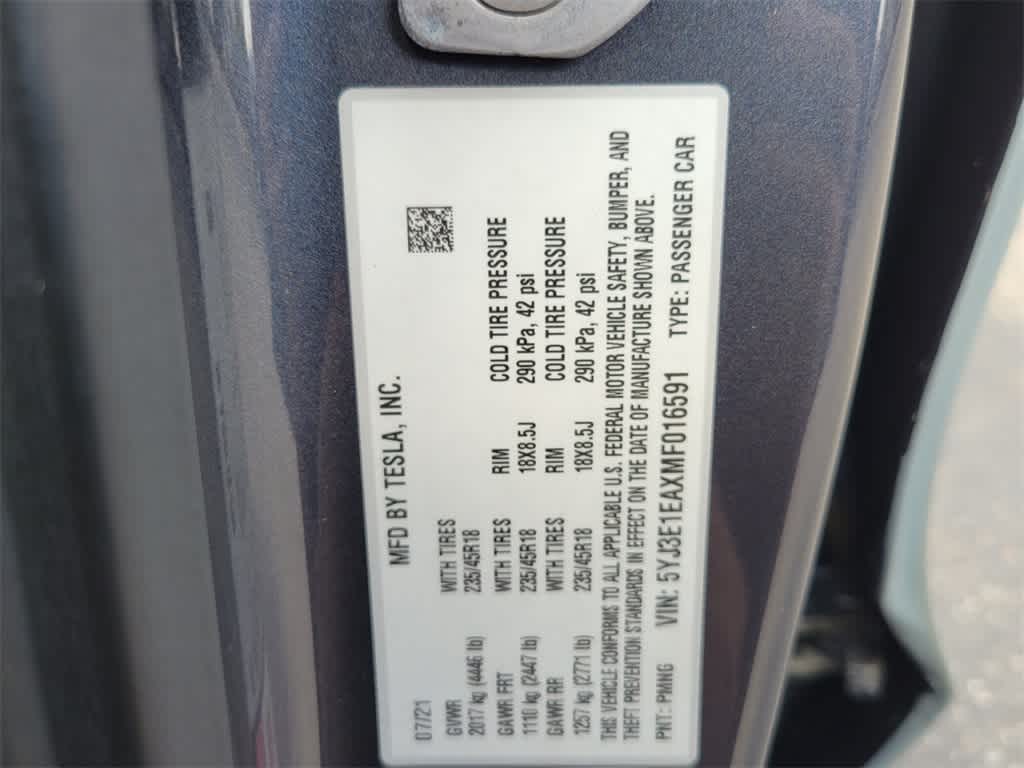 MFD BY TESLA, INC.
07/21
GVWR WITH TIRES
2017 kg (4446 lb) 235/45R18
GAWR FRT WITH TIRES RIM COLD TIRE PRESSURE
1110 kg (2447 lb) 235/45R18 18X8.5J 290 kPa, 42 psi
GAWR RR WITH TIRES RIM COLD TIRE PRESSURE
1257 kg (2771 lb) 235/45R18 18X8.5J 290 kPa, 42 psi
THIS VEHICLE CONFORMS TO ALL APPLICABLE U.S. FEDERAL MOTOR VEHICLE SAFETY, BUMPER, AND
THEFT PREVENTION STANDARDS IN EFFECT ON THE DATE OF MANUFACTURE SHOWN ABOVE.
PNT: PMNG VIN: 5YJ3E1EAXMF016591 TYPE: PASSENGER CAR